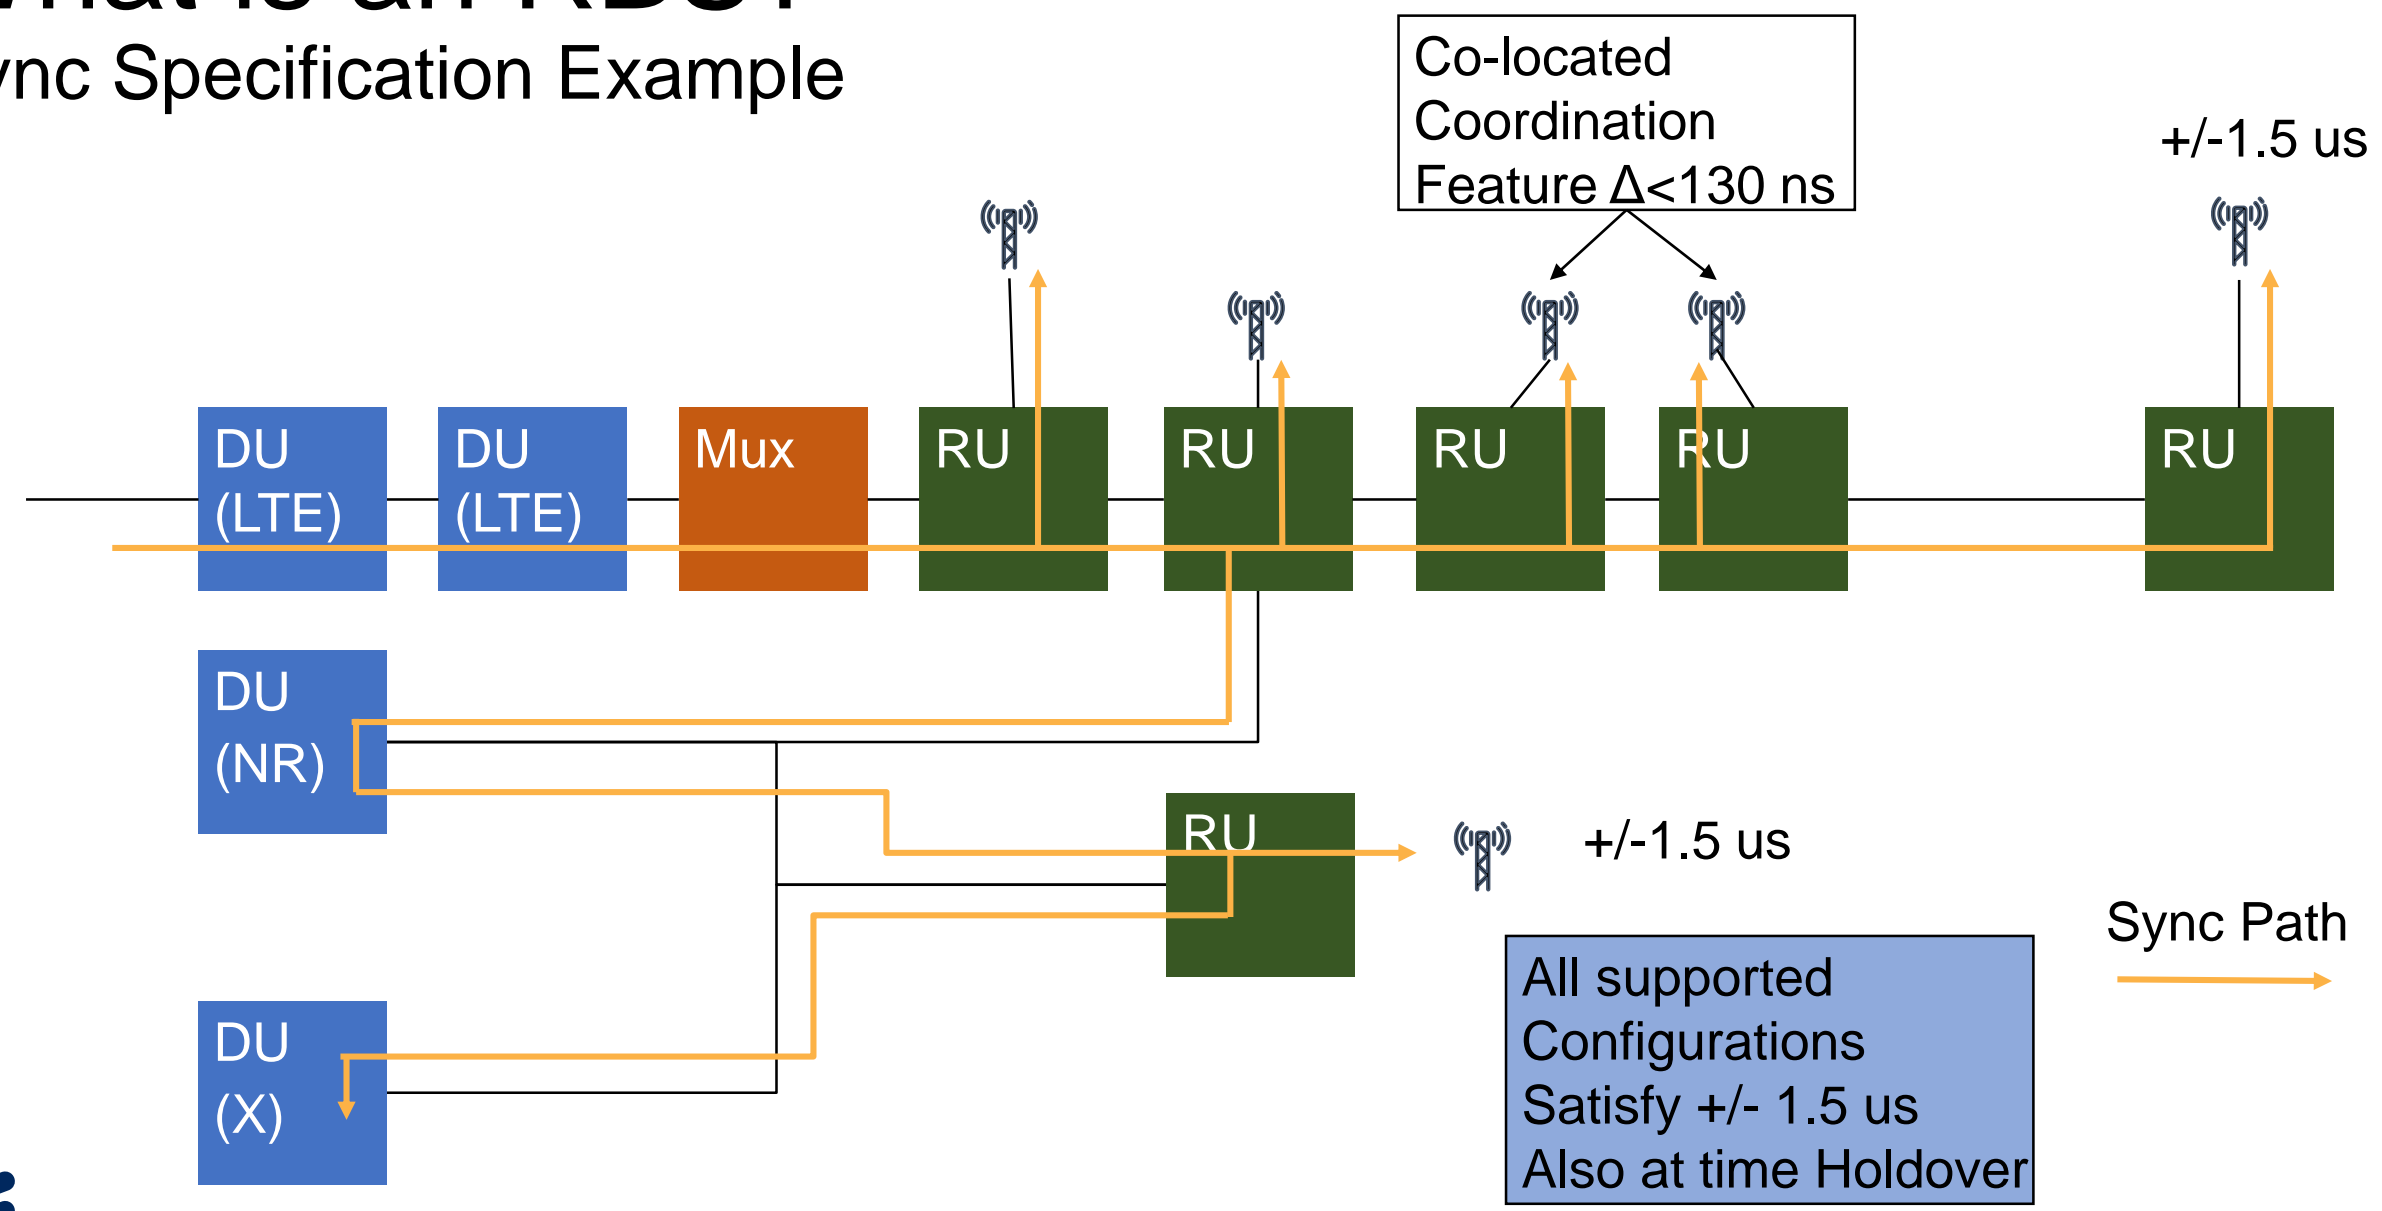 Sync Specification Example
Co-located
Coordination
Feature Δ<130 ns
+/-1.5 us
DU
(LTE)
DU
(LTE)
Mux
RU
RU
RU
RU
RU
DU
(NR)
RU
+/-1.5 us
Sync Path
All supported
Configurations
Satisfy +/- 1.5 us
Also at time Holdover
DU
(X)